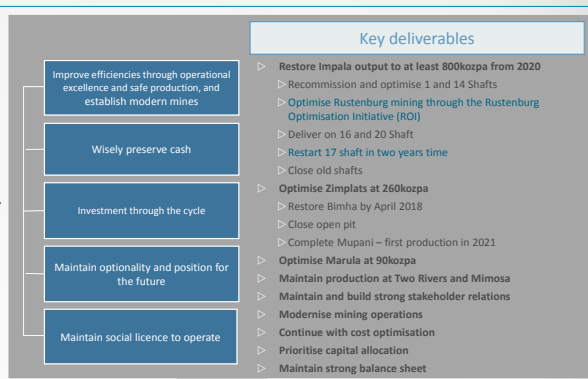 Key deliverables
Improve efficiencies through operational
excellence and safe production, and
establish modern mines
Wisely preserve cash
Investment through the cycle
Maintain optionality and position for
the future
Maintain social licence to operate
▷ Restore Impala output to at least 800kozpa from 2020
▷ Recommission and optimise 1 and 14 Shafts
▷ Optimise Rustenburg mining through the Rustenburg
Optimisation Initiative (ROI)
▷ Deliver on 16 and 20 Shaft
▷ Restart 17 shaft in two years time
▷ Close old shafts
▷ Optimise Zimplats at 260kozpa
▷ Restore Bimha by April 2018
▷ Close open pit
▷ Complete Mupani – first production in 2021
▷ Optimise Marula at 90kozpa
▷ Maintain production at Two Rivers and Mimosa
▷ Maintain and build strong stakeholder relations
▷ Modernise mining operations
▷ Continue with cost optimisation
▷ Prioritise capital allocation
▷ Maintain strong balance sheet